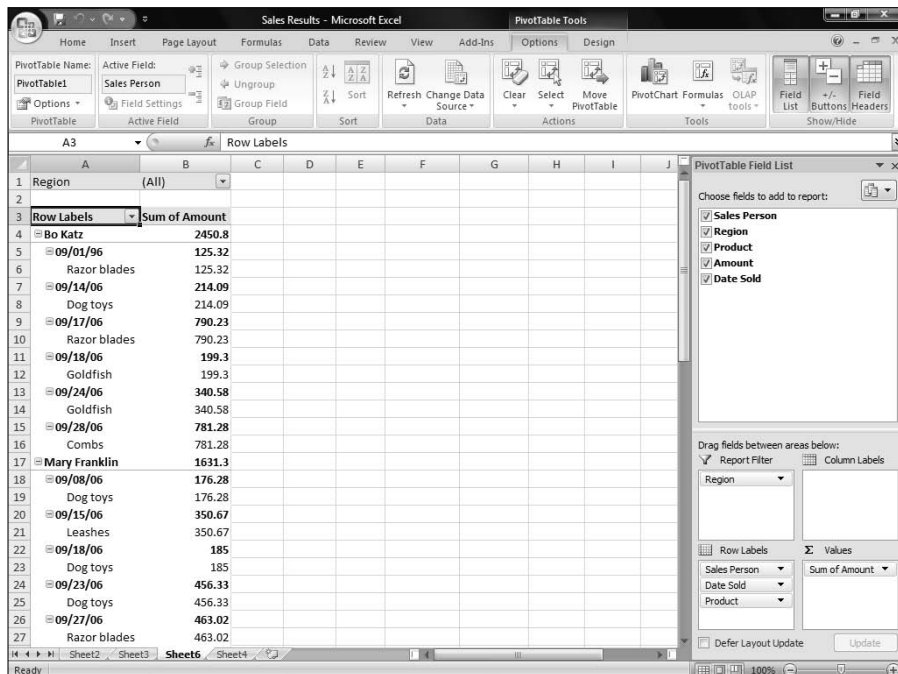 Sales Results - Microsoft Excel
PivotTable Tools
Home Insert Page Layout Formulas Data Review View Add-Ins Options Design
PivotTable Name:
PivotTable1
Options
PivotTable
Active Field:
Sales Person
Field Settings
Active Field
Group Selection
Ungroup
Group Field
Group
Sort
Sort
Refresh
Change Data Source
Data
Clear
Select
Move PivotTable
Actions
PivotChart
Formulas
OLAP tools
Tools
Field List
+/- Buttons
Field Headers
Show/Hide
A3 fx Row Labels
A B C D E F G H I J
1 Region (All)
2
3 Row Labels Sum of Amount
4 Bo Katz 2450.8
5 09/01/96 125.32
6 Razor blades 125.32
7 09/14/06 214.09
8 Dog toys 214.09
9 09/17/06 790.23
10 Razor blades 790.23
11 09/18/06 199.3
12 Goldfish 199.3
13 09/24/06 340.58
14 Goldfish 340.58
15 09/28/06 781.28
16 Combs 781.28
17 Mary Franklin 1631.3
18 09/08/06 176.28
19 Dog toys 176.28
20 09/15/06 350.67
21 Leashes 350.67
22 09/18/06 185
23 Dog toys 185
24 09/23/06 456.33
25 Dog toys 456.33
26 09/27/06 463.02
27 Razor blades 463.02
Sheet2 Sheet3 Sheet6 Sheet4
Ready
100%
PivotTable Field List
Choose fields to add to report:
Sales Person
Region
Product
Amount
Date Sold
Drag fields between areas below:
Report Filter
Column Labels
Region
Row Labels
Σ Values
Sales Person
Sum of Amount
Date Sold
Product
Defer Layout Update
Update